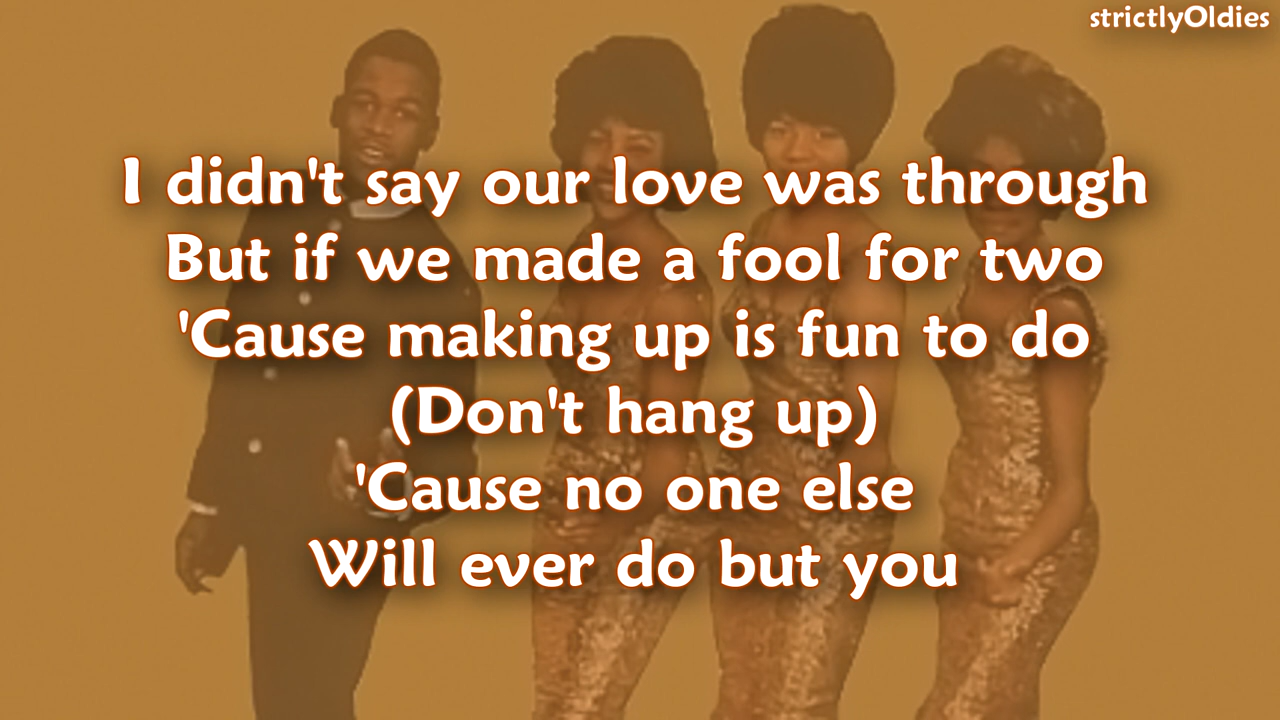 strictlyOldies
I didn't say our love was through
But if we made a fool for two
'Cause making up is fun to do
(Don't hang up)
'Cause no one else
Will ever do but you